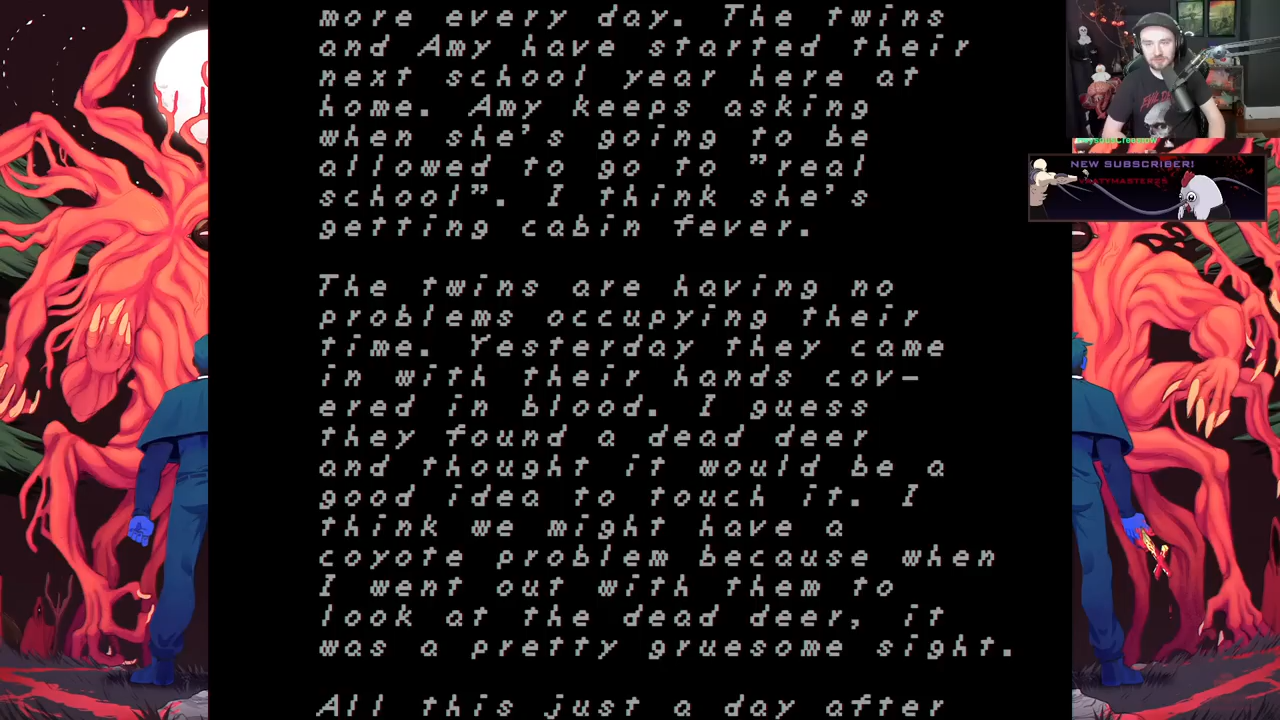 more every day. The twins
and Amy have started their
next school year here at
home. Amy keeps asking
when she's going to be
allowed to go to "real
school". I think she's
getting cabin fever.
The twins are having no
problems occupying their
time. Yesterday they came
in with their hands cov-
ered in blood. I guess
they found a dead deer
and thought it would be a
good idea to touch it. I
think we might have a
coyote problem because when
I went out with them to
look at the dead deer, it
was a pretty gruesome sight.
All this just a day after
NEW SUBSCRIBER!